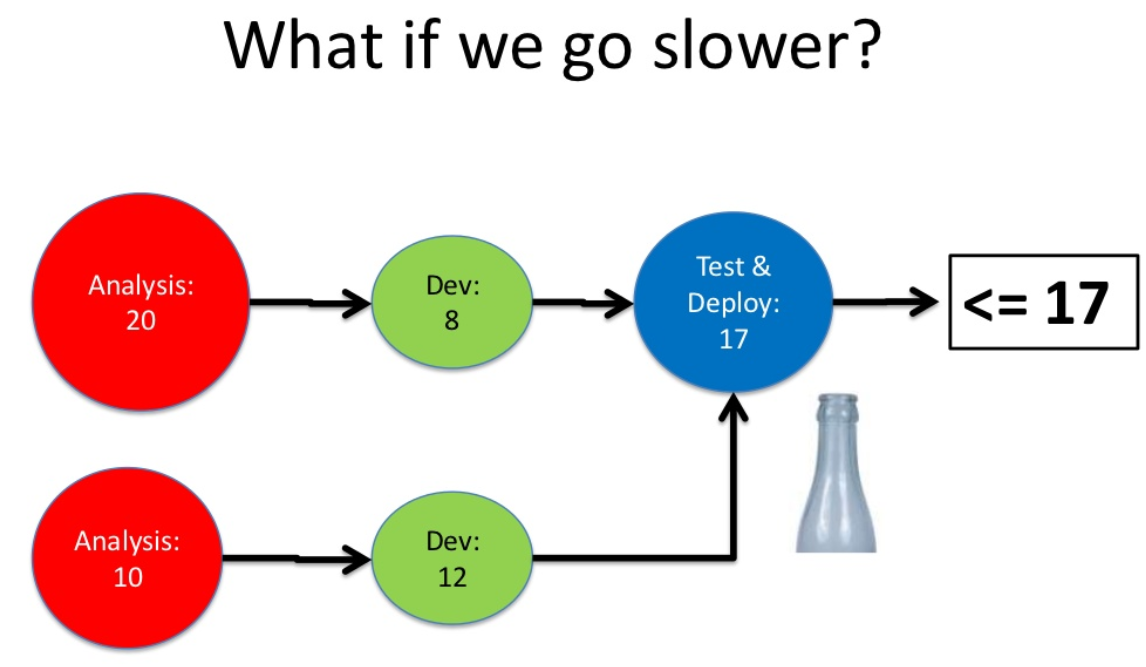 What if we go slower?
Analysis:
20
Dev:
8
Test &
Deploy:
17
<= 17
Analysis:
10
Dev:
12